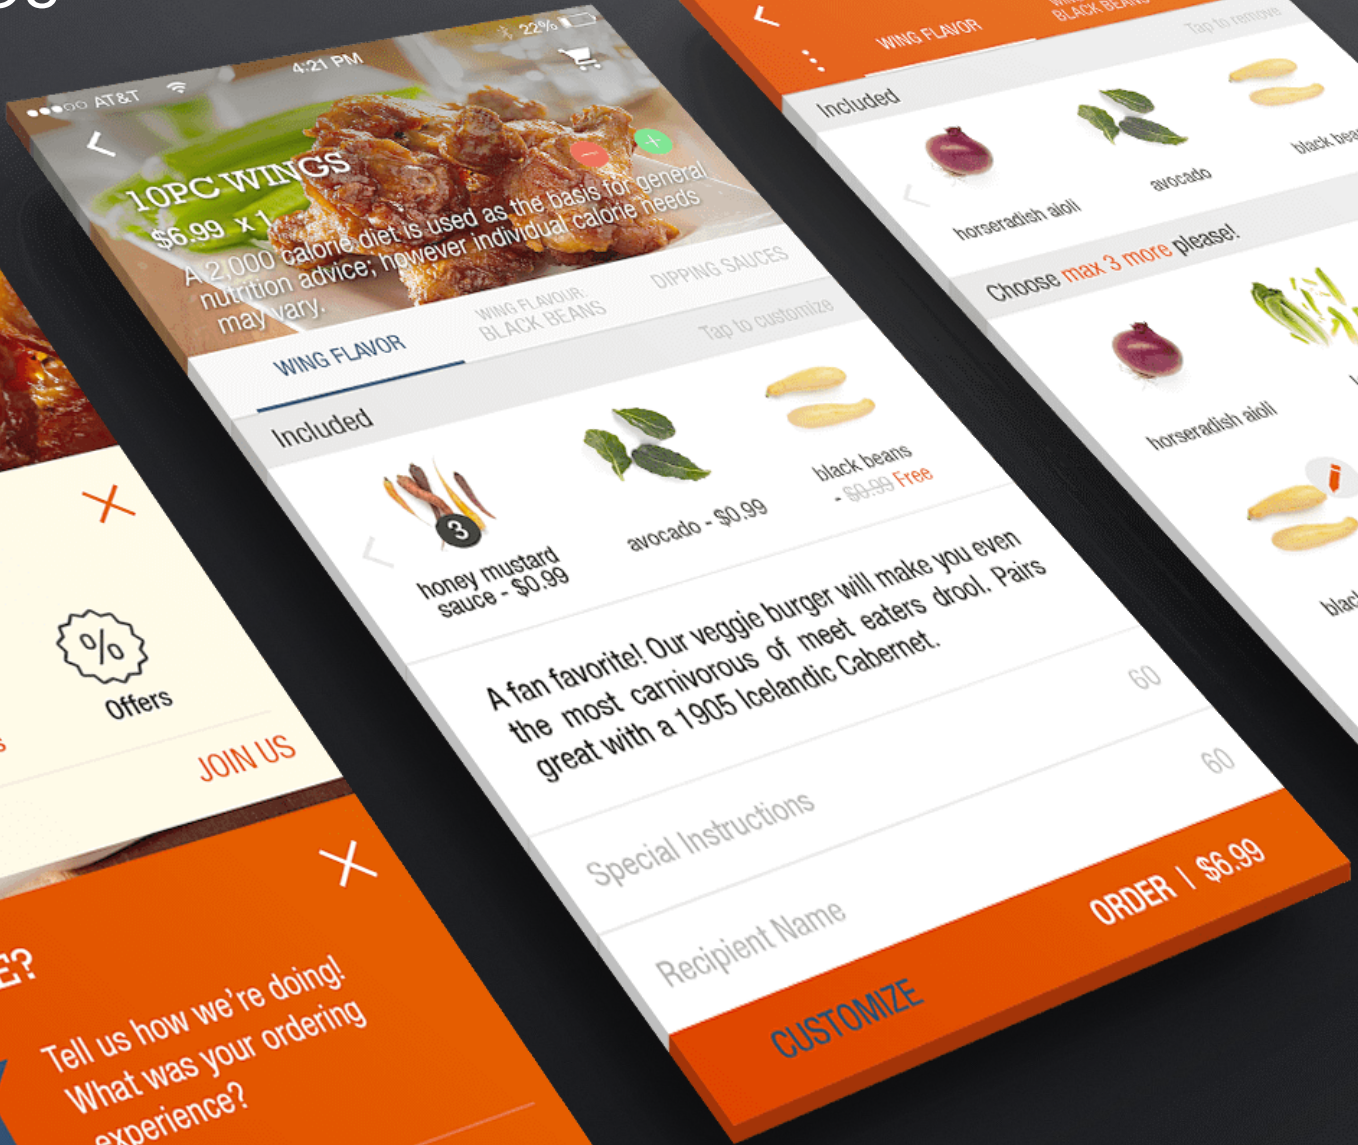 AT&T
4:21 PM
22%
10PC WINGS
$6.99 x 1
A 2,000 calorie diet is used as the basis for general
nutrition advice; however individual calorie needs
may vary.
WING FLAVOR
WING FLAVOUR:
BLACK BEANS
DIPPING SAUCES
Included
Tap to customize
3
honey mustard
sauce - $0.99
avocado - $0.99
black beans
- $0.99 Free
A fan favorite! Our veggie burger will make you even
the most carnivorous of meet eaters drool. Pairs
great with a 1905 Icelandic Cabernet.
60
Special Instructions
60
Recipient Name
CUSTOMIZE
ORDER | $6.99
%
Offers
JOIN US
E?
Tell us how we're doing!
What was your ordering
experience?
WING FLAVOR
BLACK BEANS
Included
Tap to remove
horseradish aioli
avocado
black
Choose max 3 more please!
horseradish aioli